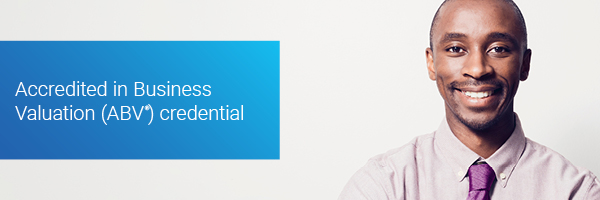 Accredited in Business
Valuation (ABV®) credential